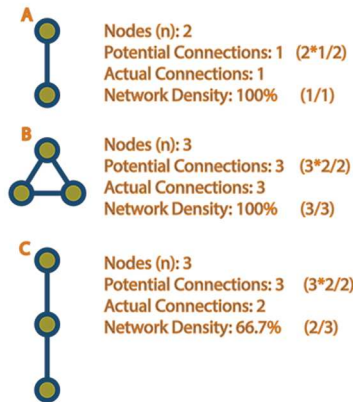 A
Nodes (n): 2
Potential Connections: 1 (2*1/2)
Actual Connections: 1
Network Density: 100% (1/1)
B
Nodes (n): 3
Potential Connections: 3 (3*2/2)
Actual Connections: 3
Network Density: 100% (3/3)
C
Nodes (n): 3
Potential Connections: 3 (3*2/2)
Actual Connections: 2
Network Density: 66.7% (2/3)